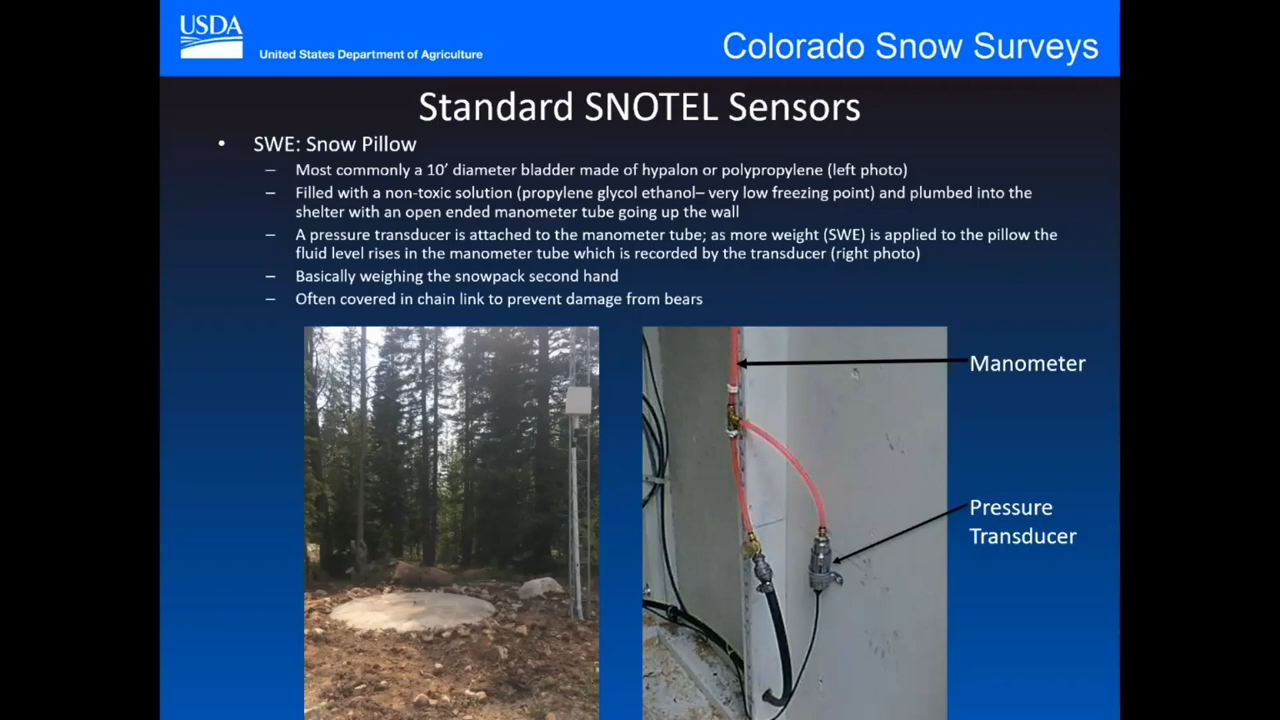 USDA
United States Department of Agriculture
Colorado Snow Surveys
Standard SNOTEL Sensors
• SWE: Snow Pillow
– Most commonly a 10’ diameter bladder made of hypalon or polypropylene (left photo)
– Filled with a non-toxic solution (propylene glycol ethanol– very low freezing point) and plumbed into the
shelter with an open ended manometer tube going up the wall
– A pressure transducer is attached to the manometer tube; as more weight (SWE) is applied to the pillow the
fluid level rises in the manometer tube which is recorded by the transducer (right photo)
– Basically weighing the snowpack second hand
– Often covered in chain link to prevent damage from bears
Manometer
Pressure
Transducer